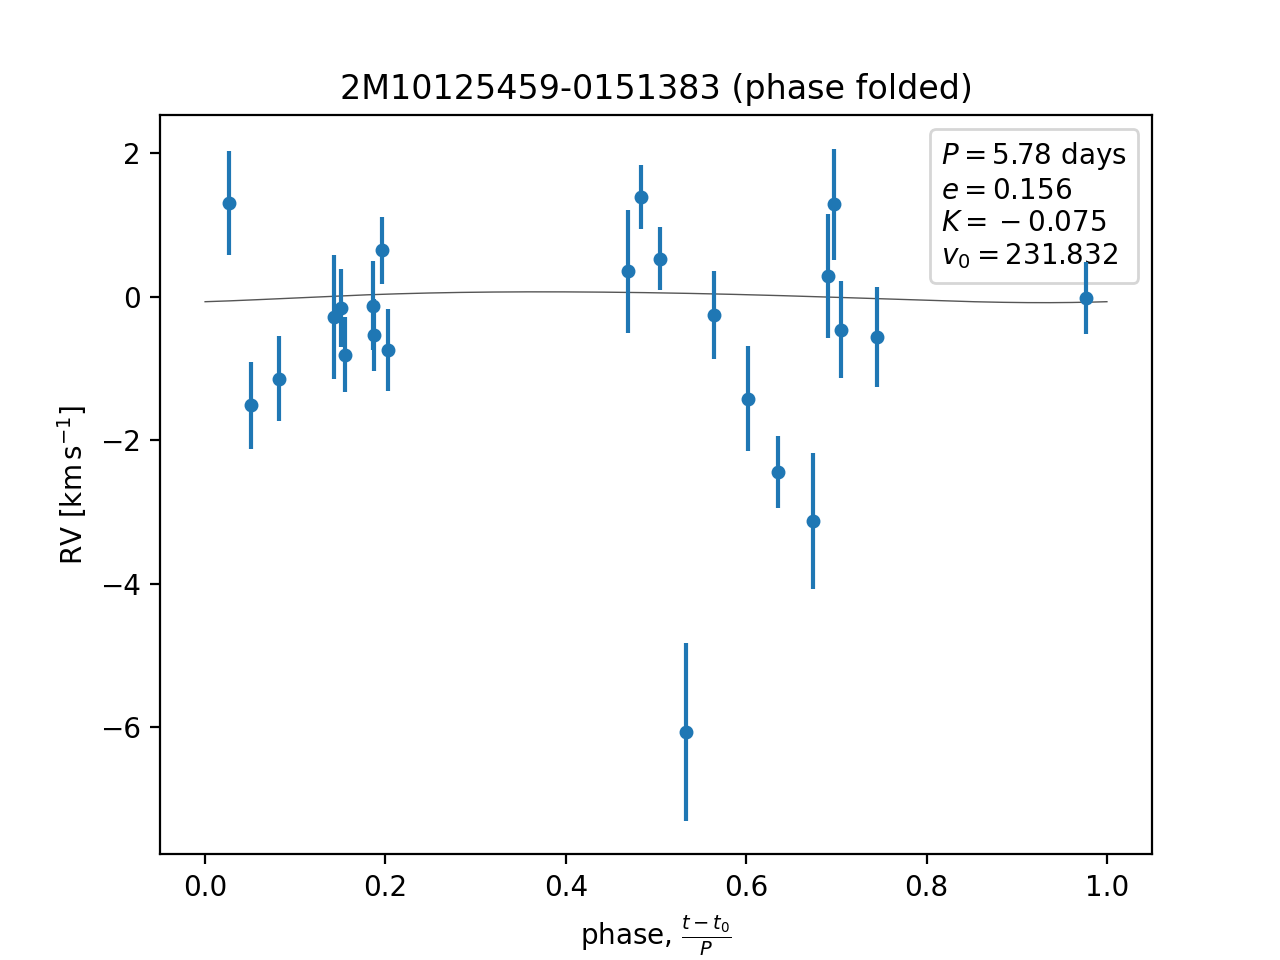 2M10125459-0151383 (phase folded)
P = 5.78 days
e = 0.156
K = −0.075
v₀ = 231.832
2
0
−2
−4
−6
RV [km s⁻¹]
0.0 0.2 0.4 0.6 0.8 1.0
phase, (t − t₀)/P